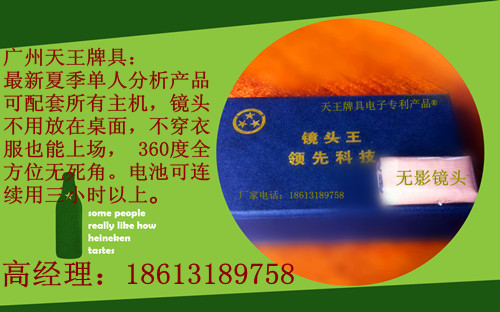 广州天王牌具：
最新夏季单人分析产品
可配套所有主机，镜头
不用放在桌面，不穿衣
服也能上场， 360度全
方位无死角。电池可连
续用三小时以上。
some people
really like how
heineken
tastes
高经理：18613189758
天王牌具电子专利产品®
镜头王
领先科技
无影镜头
厂家电话：18613189758